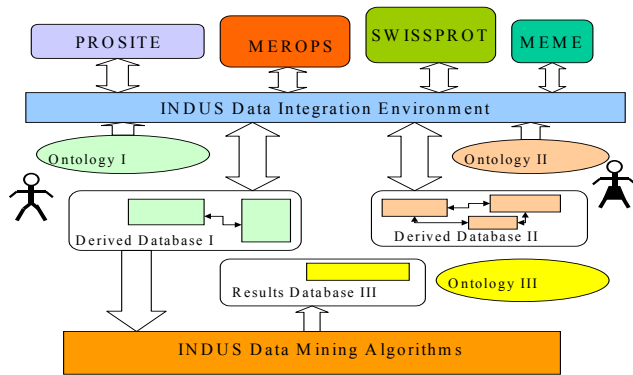 PROSITE
MEROPS
SWISSPROT
MEME
INDUS Data Integration Environment
Ontology I
Ontology II
Derived Database I
Derived Database II
Results Database III
Ontology III
INDUS Data Mining Algorithms